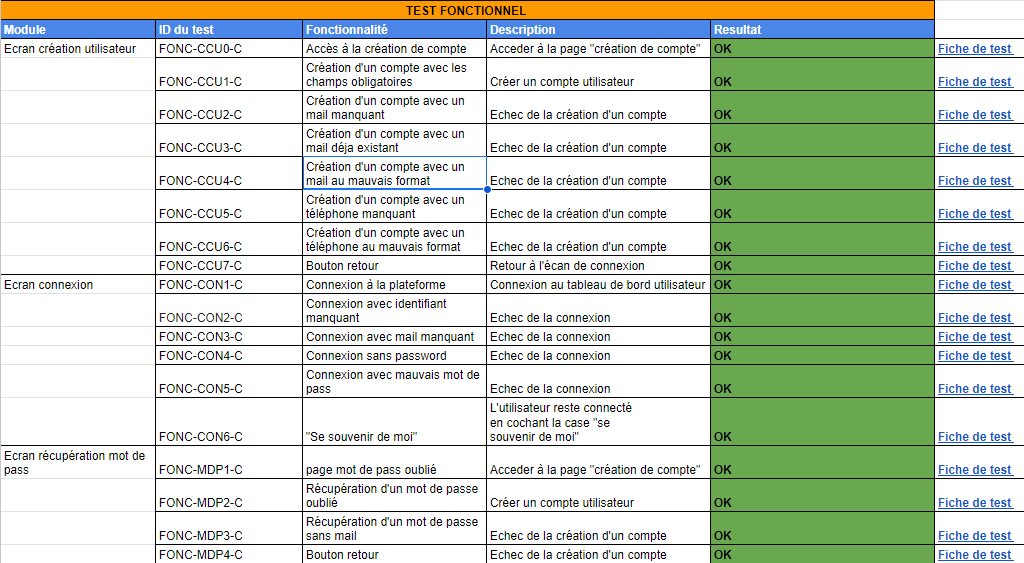 TEST FONCTIONNEL
Module ID du test Fonctionnalité Description Resultat
Ecran création utilisateur FONC-CCU0-C Accès à la création de compte Acceder à la page "création de compte" OK Fiche de test
Création d'un compte avec les
FONC-CCU1-C champs obligatoires Créer un compte utilisateur OK Fiche de test
Création d'un compte avec un
FONC-CCU2-C mail manquant Echec de la création d'un compte OK Fiche de test
Création d'un compte avec un
FONC-CCU3-C mail déja existant Echec de la création d'un compte OK Fiche de test
Création d'un compte avec un
FONC-CCU4-C mail au mauvais format Echec de la création d'un compte OK Fiche de test
Création d'un compte avec un
FONC-CCU5-C téléphone manquant Echec de la création d'un compte OK Fiche de test
Création d'un compte avec un
FONC-CCU6-C téléphone au mauvais format Echec de la création d'un compte OK Fiche de test
FONC-CCU7-C Bouton retour Retour à l'écan de connexion OK Fiche de test
Ecran connexion FONC-CON1-C Connexion à la plateforme Connexion au tableau de bord utilisateur OK Fiche de test
Connexion avec identifiant
FONC-CON2-C manquant Echec de la connexion OK Fiche de test
FONC-CON3-C Connexion avec mail manquant Echec de la connexion OK Fiche de test
FONC-CON4-C Connexion sans password Echec de la connexion OK Fiche de test
Connexion avec mauvais mot de
FONC-CON5-C pass Echec de la connexion OK Fiche de test
L'utilisateur reste connecté
en cochant la case "se
FONC-CON6-C "Se souvenir de moi" souvenir de moi" OK Fiche de test
Ecran récupération mot de
pass FONC-MDP1-C page mot de pass oublié Acceder à la page "création de compte" OK Fiche de test
Récupération d'un mot de passe
FONC-MDP2-C oublié Créer un compte utilisateur OK Fiche de test
Récupération d'un mot de passe
FONC-MDP3-C sans mail Echec de la création d'un compte OK Fiche de test
FONC-MDP4-C Bouton retour Echec de la création d'un compte OK Fiche de test